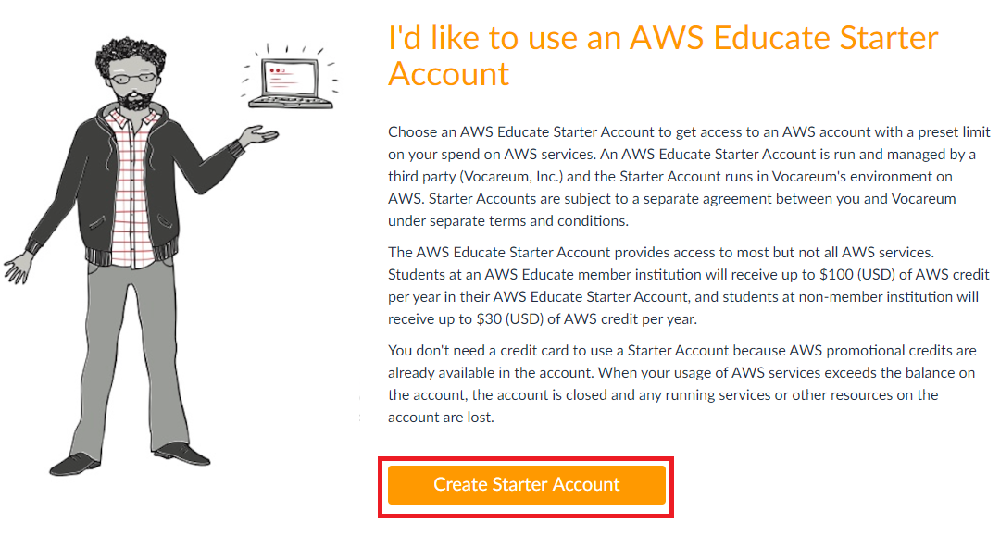 I'd like to use an AWS Educate Starter
Account
Choose an AWS Educate Starter Account to get access to an AWS account with a preset limit
on your spend on AWS services. An AWS Educate Starter Account is run and managed by a
third party (Vocareum, Inc.) and the Starter Account runs in Vocareum's environment on
AWS. Starter Accounts are subject to a separate agreement between you and Vocareum
under separate terms and conditions.
The AWS Educate Starter Account provides access to most but not all AWS services.
Students at an AWS Educate member institution will receive up to $100 (USD) of AWS credit
per year in their AWS Educate Starter Account, and students at non-member institution will
receive up to $30 (USD) of AWS credit per year.
You don't need a credit card to use a Starter Account because AWS promotional credits are
already available in the account. When your usage of AWS services exceeds the balance on
the account, the account is closed and any running services or other resources on the
account are lost.
Create Starter Account